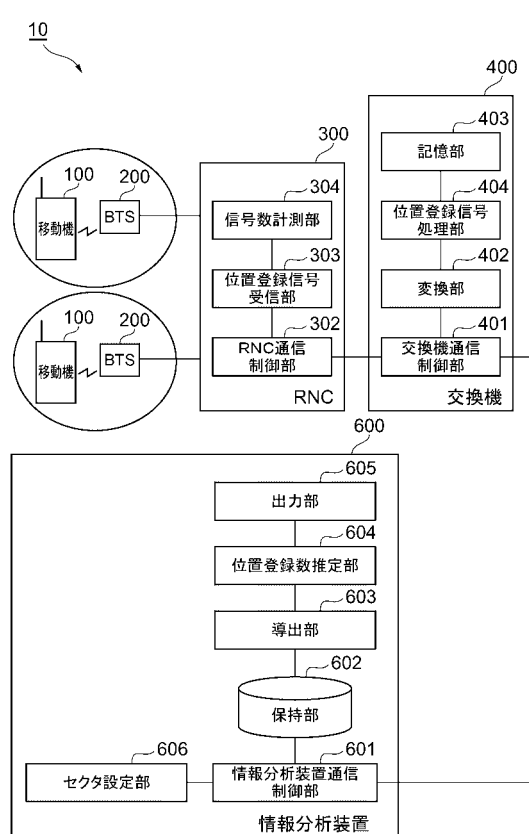 10
400
403
記憶部
300
304
信号数計測部
404
位置登録信号
処理部
100
移動機
200
BTS
303
位置登録信号
受信部
402
変換部
100
移動機
200
BTS
302
RNC通信
制御部
401
交換機通信
制御部
RNC
交換機
600
605
出力部
604
位置登録数推定部
603
導出部
602
保持部
606
セクタ設定部
601
情報分析装置通信
制御部
情報分析装置